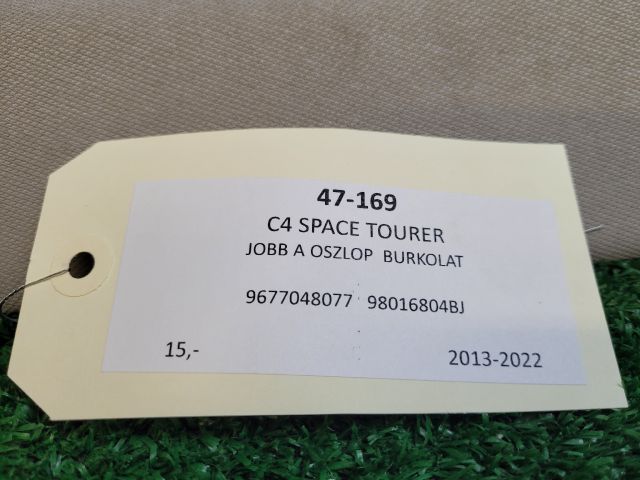 47-169
C4 SPACE TOURER
JOBB A OSZLOP BURKOLAT
9677048077 98016804BJ
15,- 2013-2022